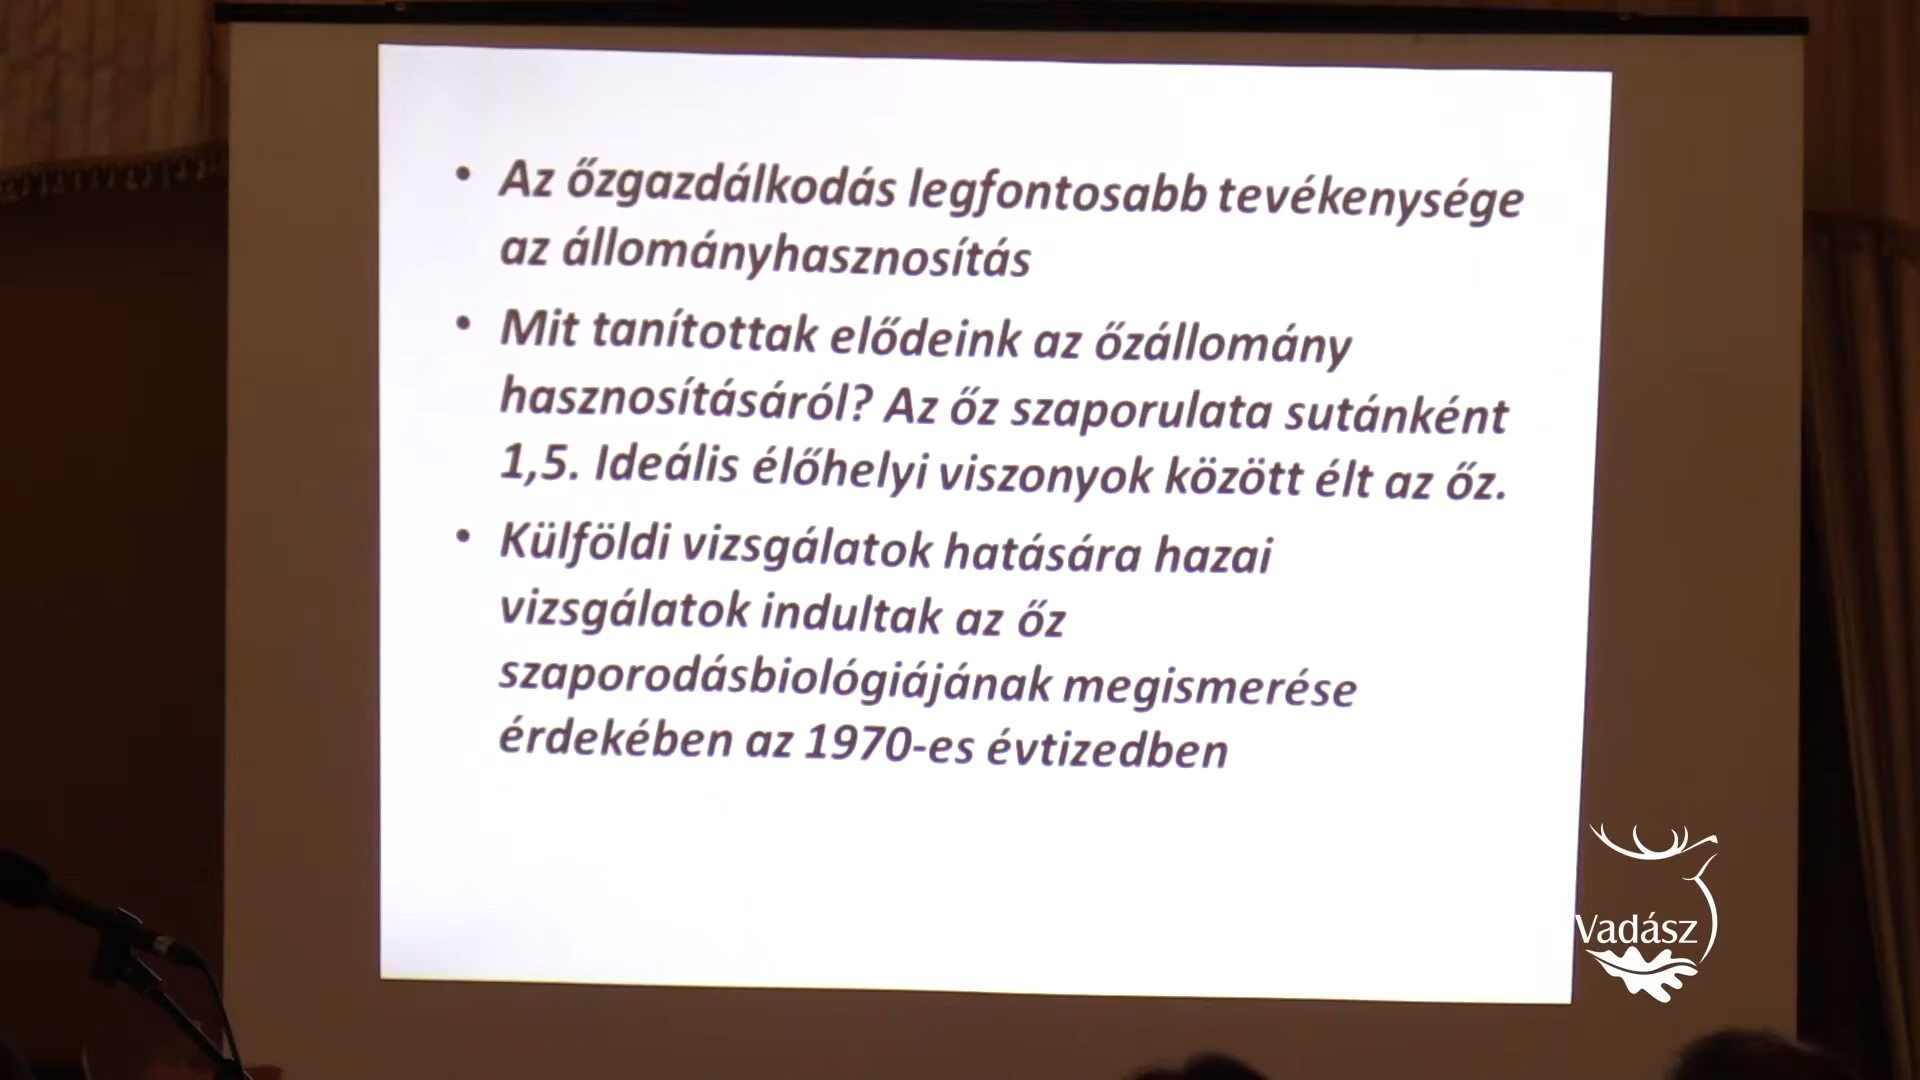 • Az őzgazdálkodás legfontosabb tevékenysége
az állományhasznosítás
• Mit tanítottak elődeink az őzállomány
hasznosításáról? Az őz szaporulata sutánként
1,5. Ideális élőhelyi viszonyok között élt az őz.
• Külföldi vizsgálatok hatására hazai
vizsgálatok indultak az őz
szaporodásbiológiájának megismerése
érdekében az 1970-es évtizedben
Vadász